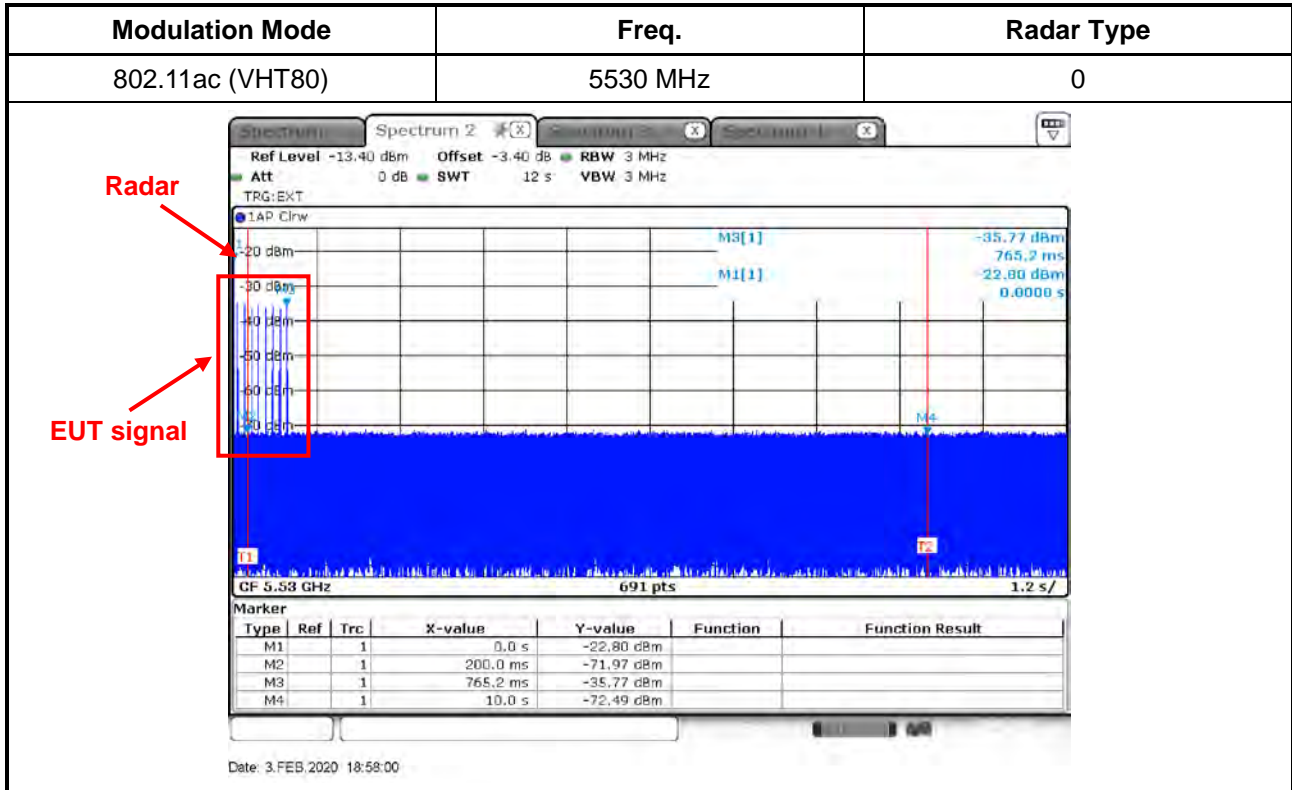 Modulation Mode Freq. Radar Type
802.11ac (VHT80) 5530 MHz 0
Spectrum Spectrum 2
Ref Level -13.40 dBm Offset -3.40 dB RBW 3 MHz
Att 0 dB SWT 12 s VBW 3 MHz
TRG:EXT
1AP Clrw
Radar
M3[1] -35.77 dBm
-20 dBm 765.2 ms
M1[1] -22.80 dBm
-30 dBm 0.0000 s
M3
-40 dBm
-50 dBm
-60 dBm
EUT signal
M2 M4
-70 dBm
T1 T2
CF 5.53 GHz 691 pts 1.2 s/
Marker
Type Ref Trc X-value Y-value Function Function Result
M1 1 0.0 s -22.80 dBm
M2 1 200.0 ms -71.97 dBm
M3 1 765.2 ms -35.77 dBm
M4 1 10.0 s -72.49 dBm
Date: 3.FEB.2020 18:58:00